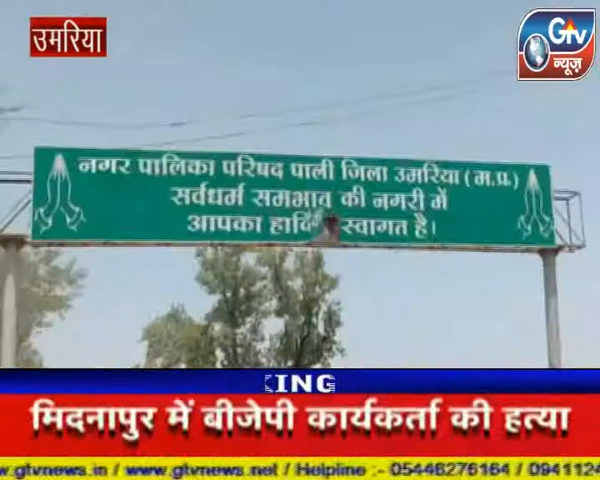 उमरिया
Gtv
न्यूज़
नगर पालिका परिषद पाली जिला उमरिया (म.प्र.)
सर्वधर्म समभाव की नगरी में
आपका स्वागत है।
KING
मिदनापुर में बीजेपी कार्यकर्ता की हत्या
www.gtvnews.in / www.gtvnews.net / Helpline :- 05446276164 / 0941124